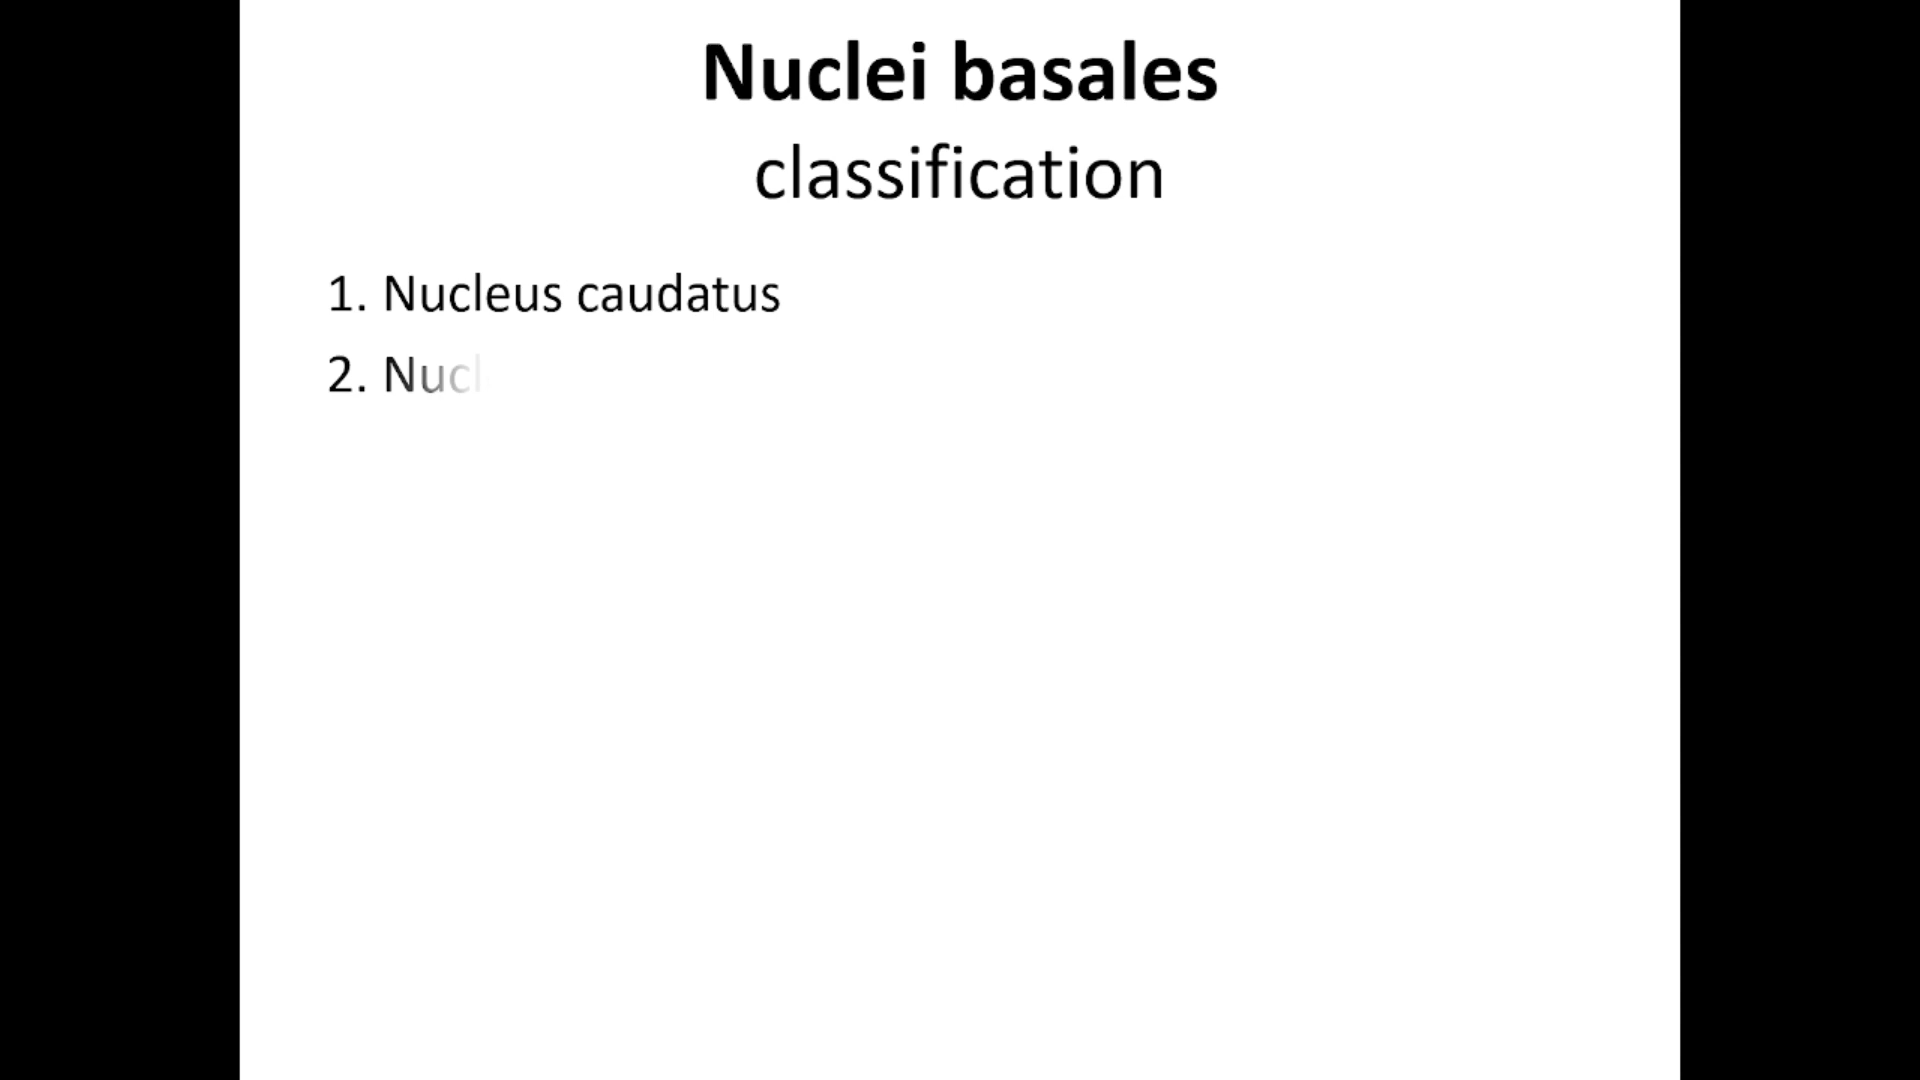 Nuclei basales
classification
1. Nucleus caudatus
2. Nucl